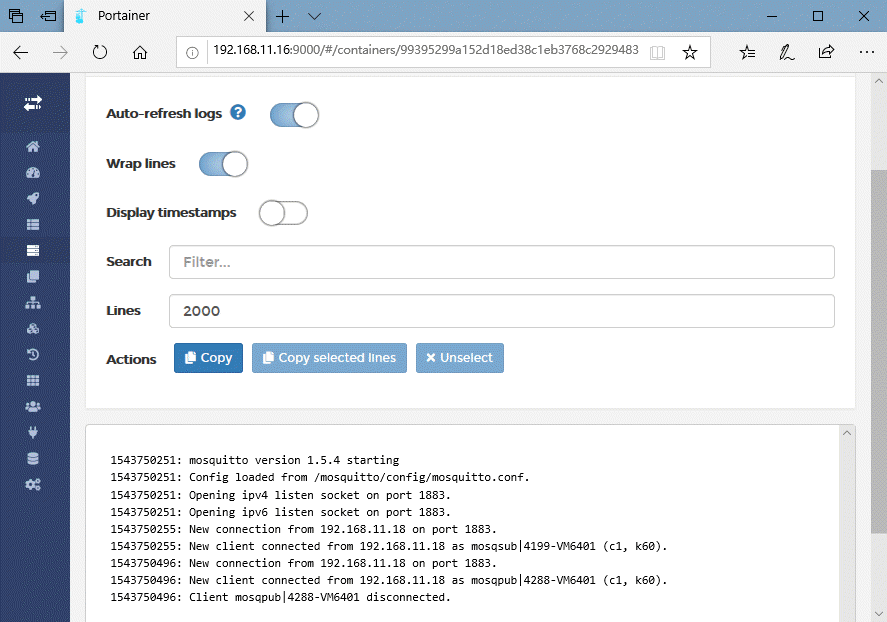 Portainer
192.168.11.16:9000/#/containers/99395299a152d18ed38c1eb3768c2929483
Auto-refresh logs ?
Wrap lines
Display timestamps
Search Filter...
Lines 2000
Actions Copy Copy selected lines Unselect
1543750251: mosquitto version 1.5.4 starting
1543750251: Config loaded from /mosquitto/config/mosquitto.conf.
1543750251: Opening ipv4 listen socket on port 1883.
1543750251: Opening ipv6 listen socket on port 1883.
1543750255: New connection from 192.168.11.18 on port 1883.
1543750255: New client connected from 192.168.11.18 as mosqsub|4199-VM6401 (c1, k60).
1543750496: New connection from 192.168.11.18 on port 1883.
1543750496: New client connected from 192.168.11.18 as mosqpub|4288-VM6401 (c1, k60).
1543750496: Client mosqpub|4288-VM6401 disconnected.